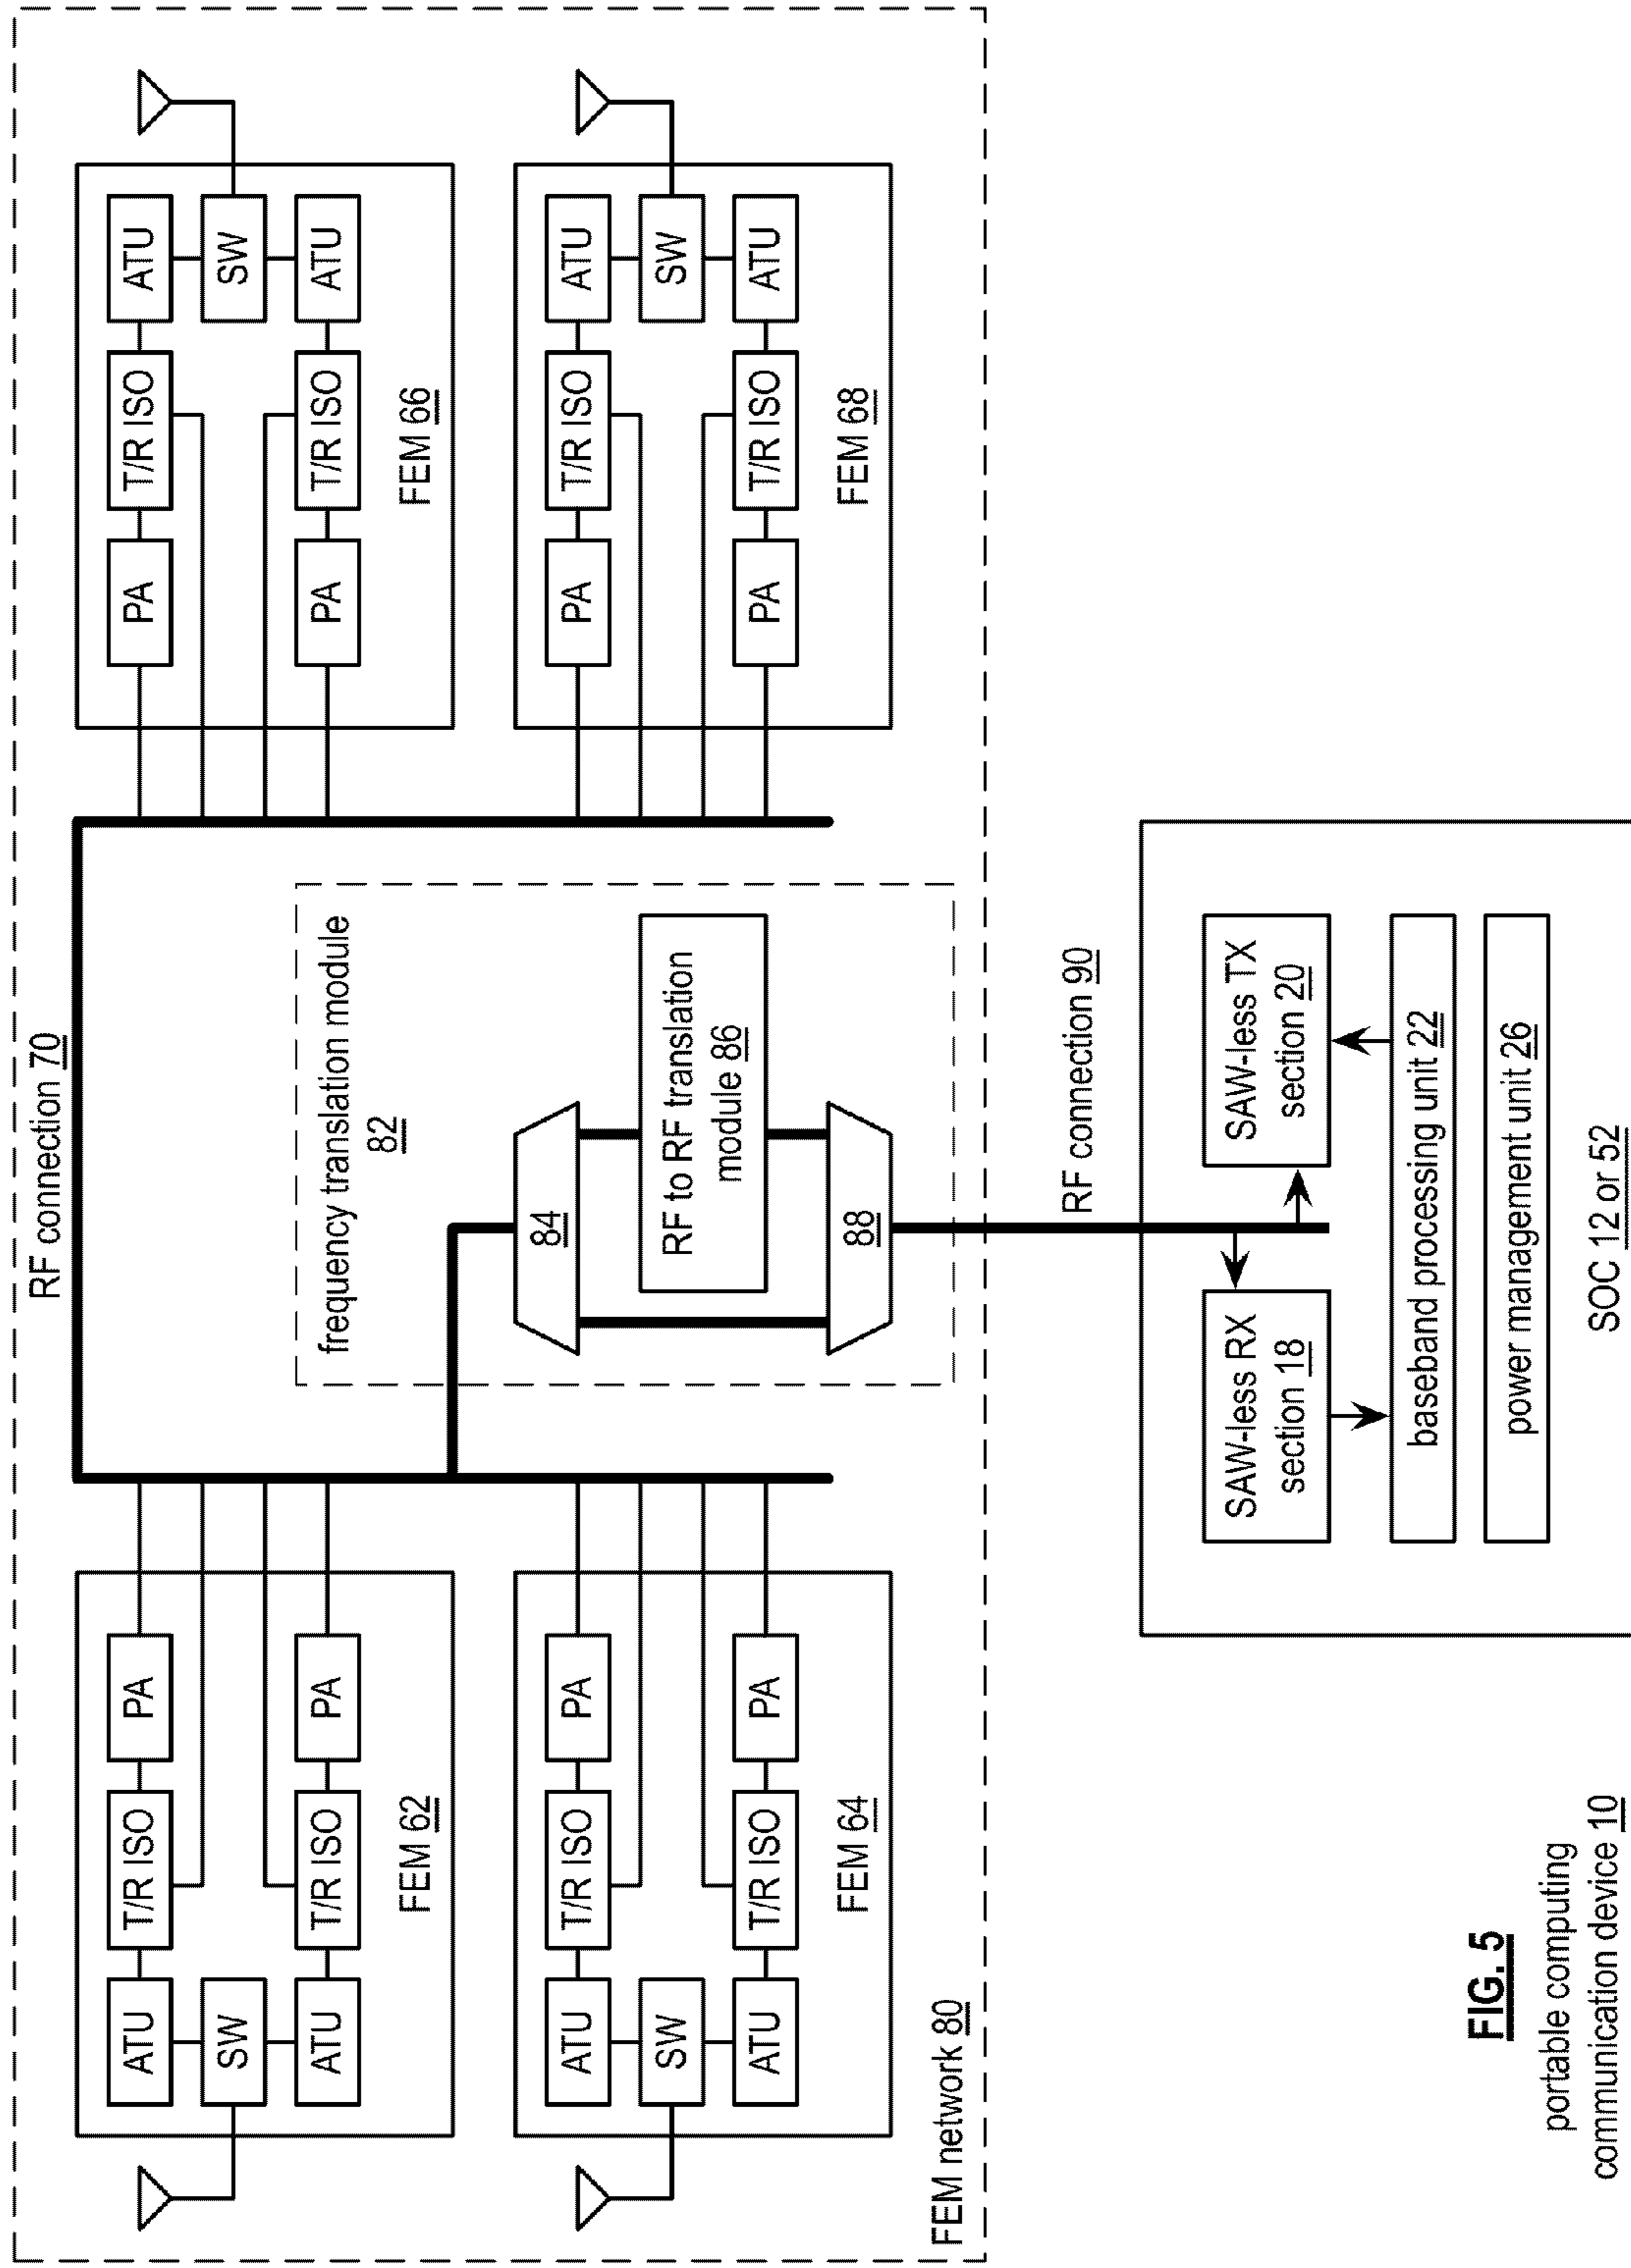 RF connection 70
ATU
T/R ISO
PA
SW
ATU
T/R ISO
PA
FEM 62
PA
T/R ISO
ATU
SW
PA
T/R ISO
ATU
FEM 66
frequency translation module
82
84
RF to RF translation
module 86
88
ATU
T/R ISO
PA
SW
ATU
T/R ISO
PA
FEM 64
PA
T/R ISO
ATU
SW
PA
T/R ISO
ATU
FEM 68
FEM network 80
RF connection 90
SAW-less RX
section 18
SAW-less TX
section 20
baseband processing unit 22
power management unit 26
SOC 12 or 52
FIG. 5
portable computing
communication device 10